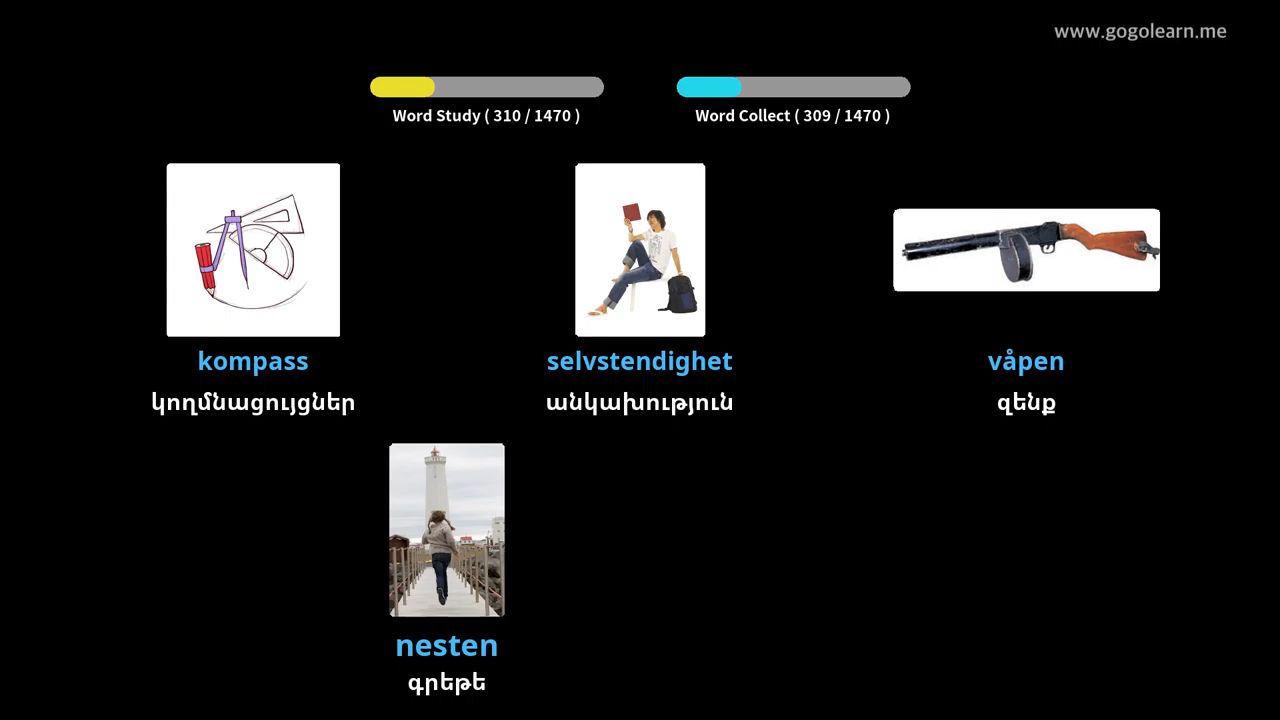 www.gogolearn.me
Word Study ( 310 / 1470 )
Word Collect ( 309 / 1470 )
kompass
selvstendighet
våpen
կողմնացույցներ
անկախություն
զենք
nesten
գրեթե